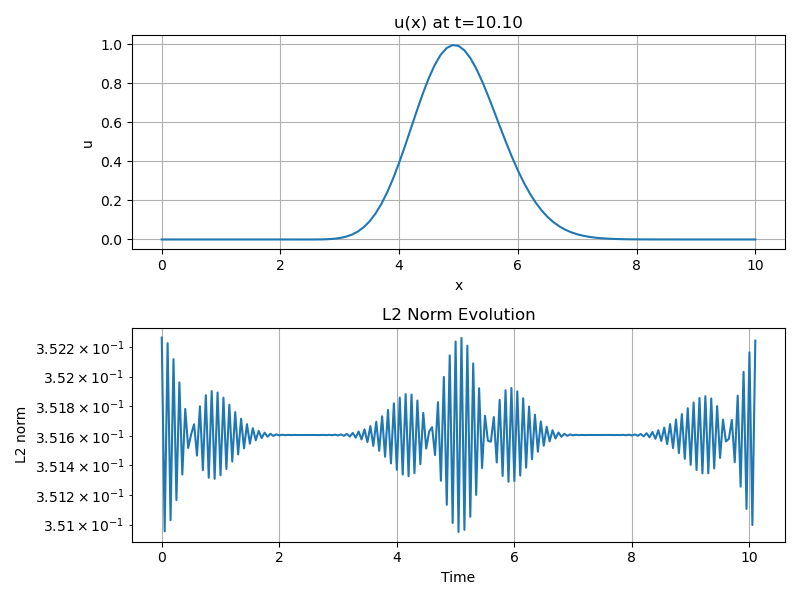 u(x) at t=10.10
1.0
0.8
0.6
0.4
0.2
0.0
u
0 2 4 6 8 10
x
L2 Norm Evolution
3.522 × 10⁻¹
3.52 × 10⁻¹
3.518 × 10⁻¹
3.516 × 10⁻¹
3.514 × 10⁻¹
3.512 × 10⁻¹
3.51 × 10⁻¹
L2 norm
0 2 4 6 8 10
Time